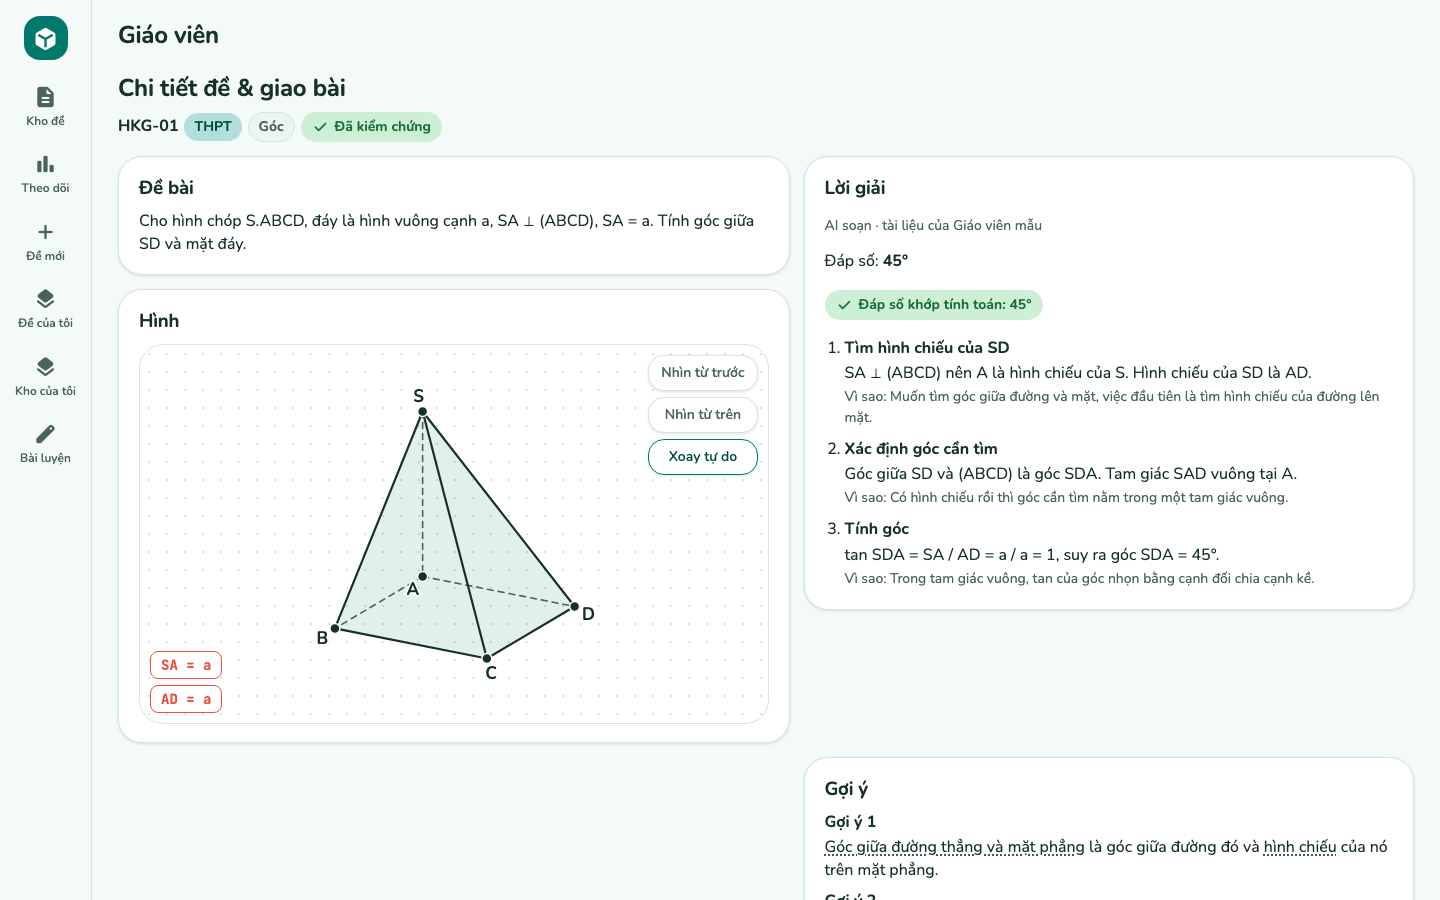 Giáo viên
Kho đề
Theo dõi
Đề mới
Đề của tôi
Kho của tôi
Bài luyện
Chi tiết đề & giao bài
HKG-01 THPT Góc Đã kiểm chứng
Đề bài
Cho hình chóp S.ABCD, đáy là hình vuông cạnh a, SA ⊥ (ABCD), SA = a. Tính góc giữa
SD và mặt đáy.
Hình
Nhìn từ trước
Nhìn từ trên
Xoay tự do
S
A
B
C
D
SA = a
AD = a
Lời giải
AI soạn · tài liệu của Giáo viên mẫu
Đáp số: 45°
Đáp số khớp tính toán: 45°
1. Tìm hình chiếu của SD
SA ⊥ (ABCD) nên A là hình chiếu của S. Hình chiếu của SD là AD.
Vì sao: Muốn tìm góc giữa đường và mặt, việc đầu tiên là tìm hình chiếu của đường lên
mặt.
2. Xác định góc cần tìm
Góc giữa SD và (ABCD) là góc SDA. Tam giác SAD vuông tại A.
Vì sao: Có hình chiếu rồi thì góc cần tìm nằm trong một tam giác vuông.
3. Tính góc
tan SDA = SA / AD = a / a = 1, suy ra góc SDA = 45°.
Vì sao: Trong tam giác vuông, tan của góc nhọn bằng cạnh đối chia cạnh kề.
Gợi ý
Gợi ý 1
Góc giữa đường thẳng và mặt phẳng là góc giữa đường đó và hình chiếu của nó
trên mặt phẳng.
Gợi ý 2